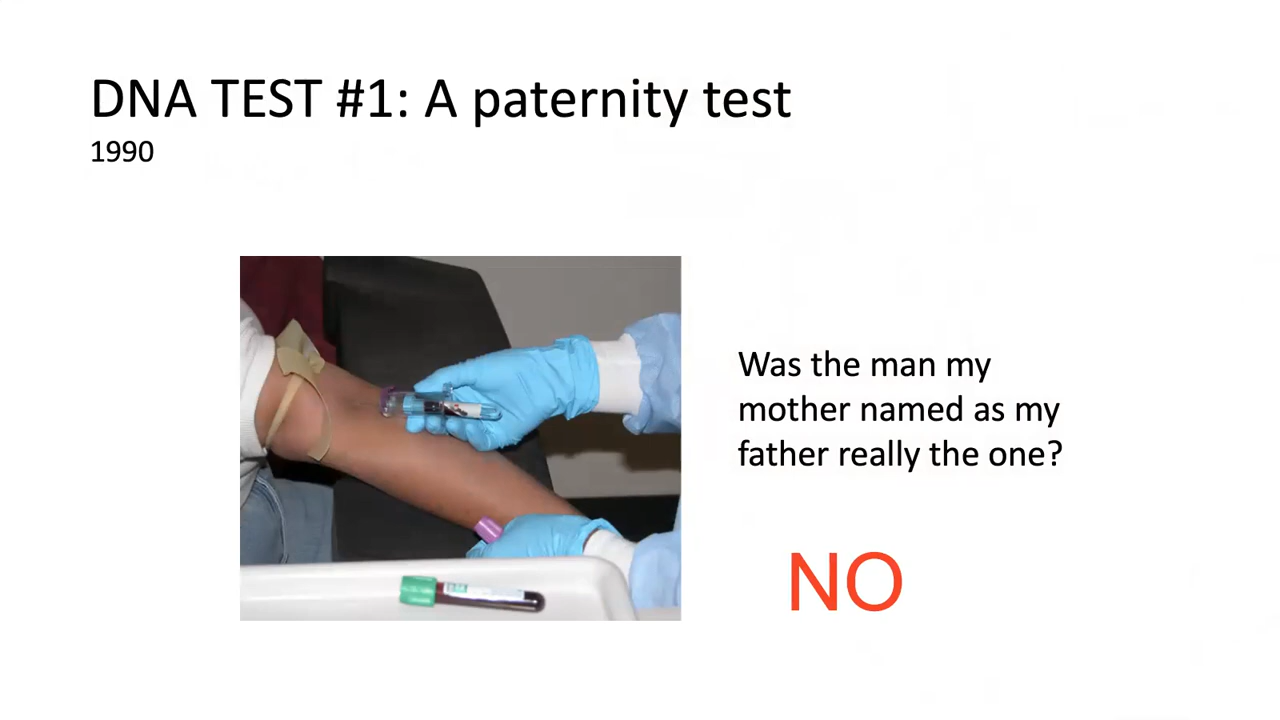 DNA TEST #1: A paternity test
1990
Was the man my
mother named as my
father really the one?
NO